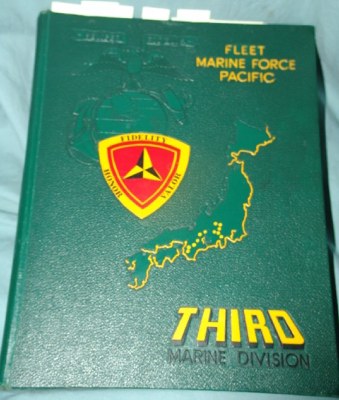 FLEET
MARINE FORCE
PACIFIC
FIDELITY
HONOR
VALOR
THIRD
MARINE DIVISION